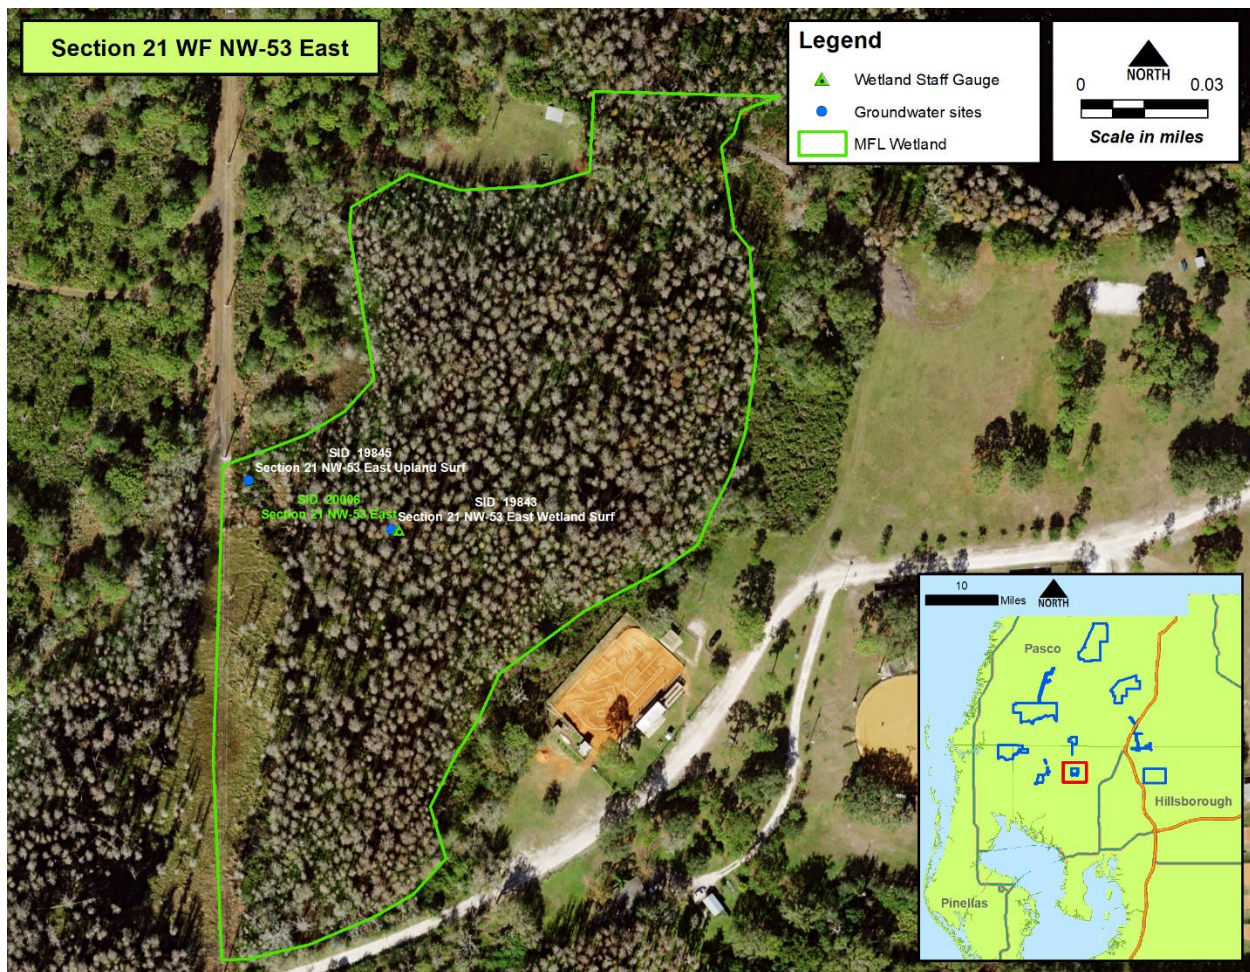 Section 21 WF NW-53 East
Legend
Wetland Staff Gauge
Groundwater sites
MFL Wetland
NORTH
0 0.03
Scale in miles
SID 19845
Section 21 NW-53 East Upland Surf
SID 20006
Section 21 NW-53 East
SID 19843
Section 21 NW-53 East Wetland Surf
10
Miles
NORTH
Pasco
Hillsborough
Pinellas